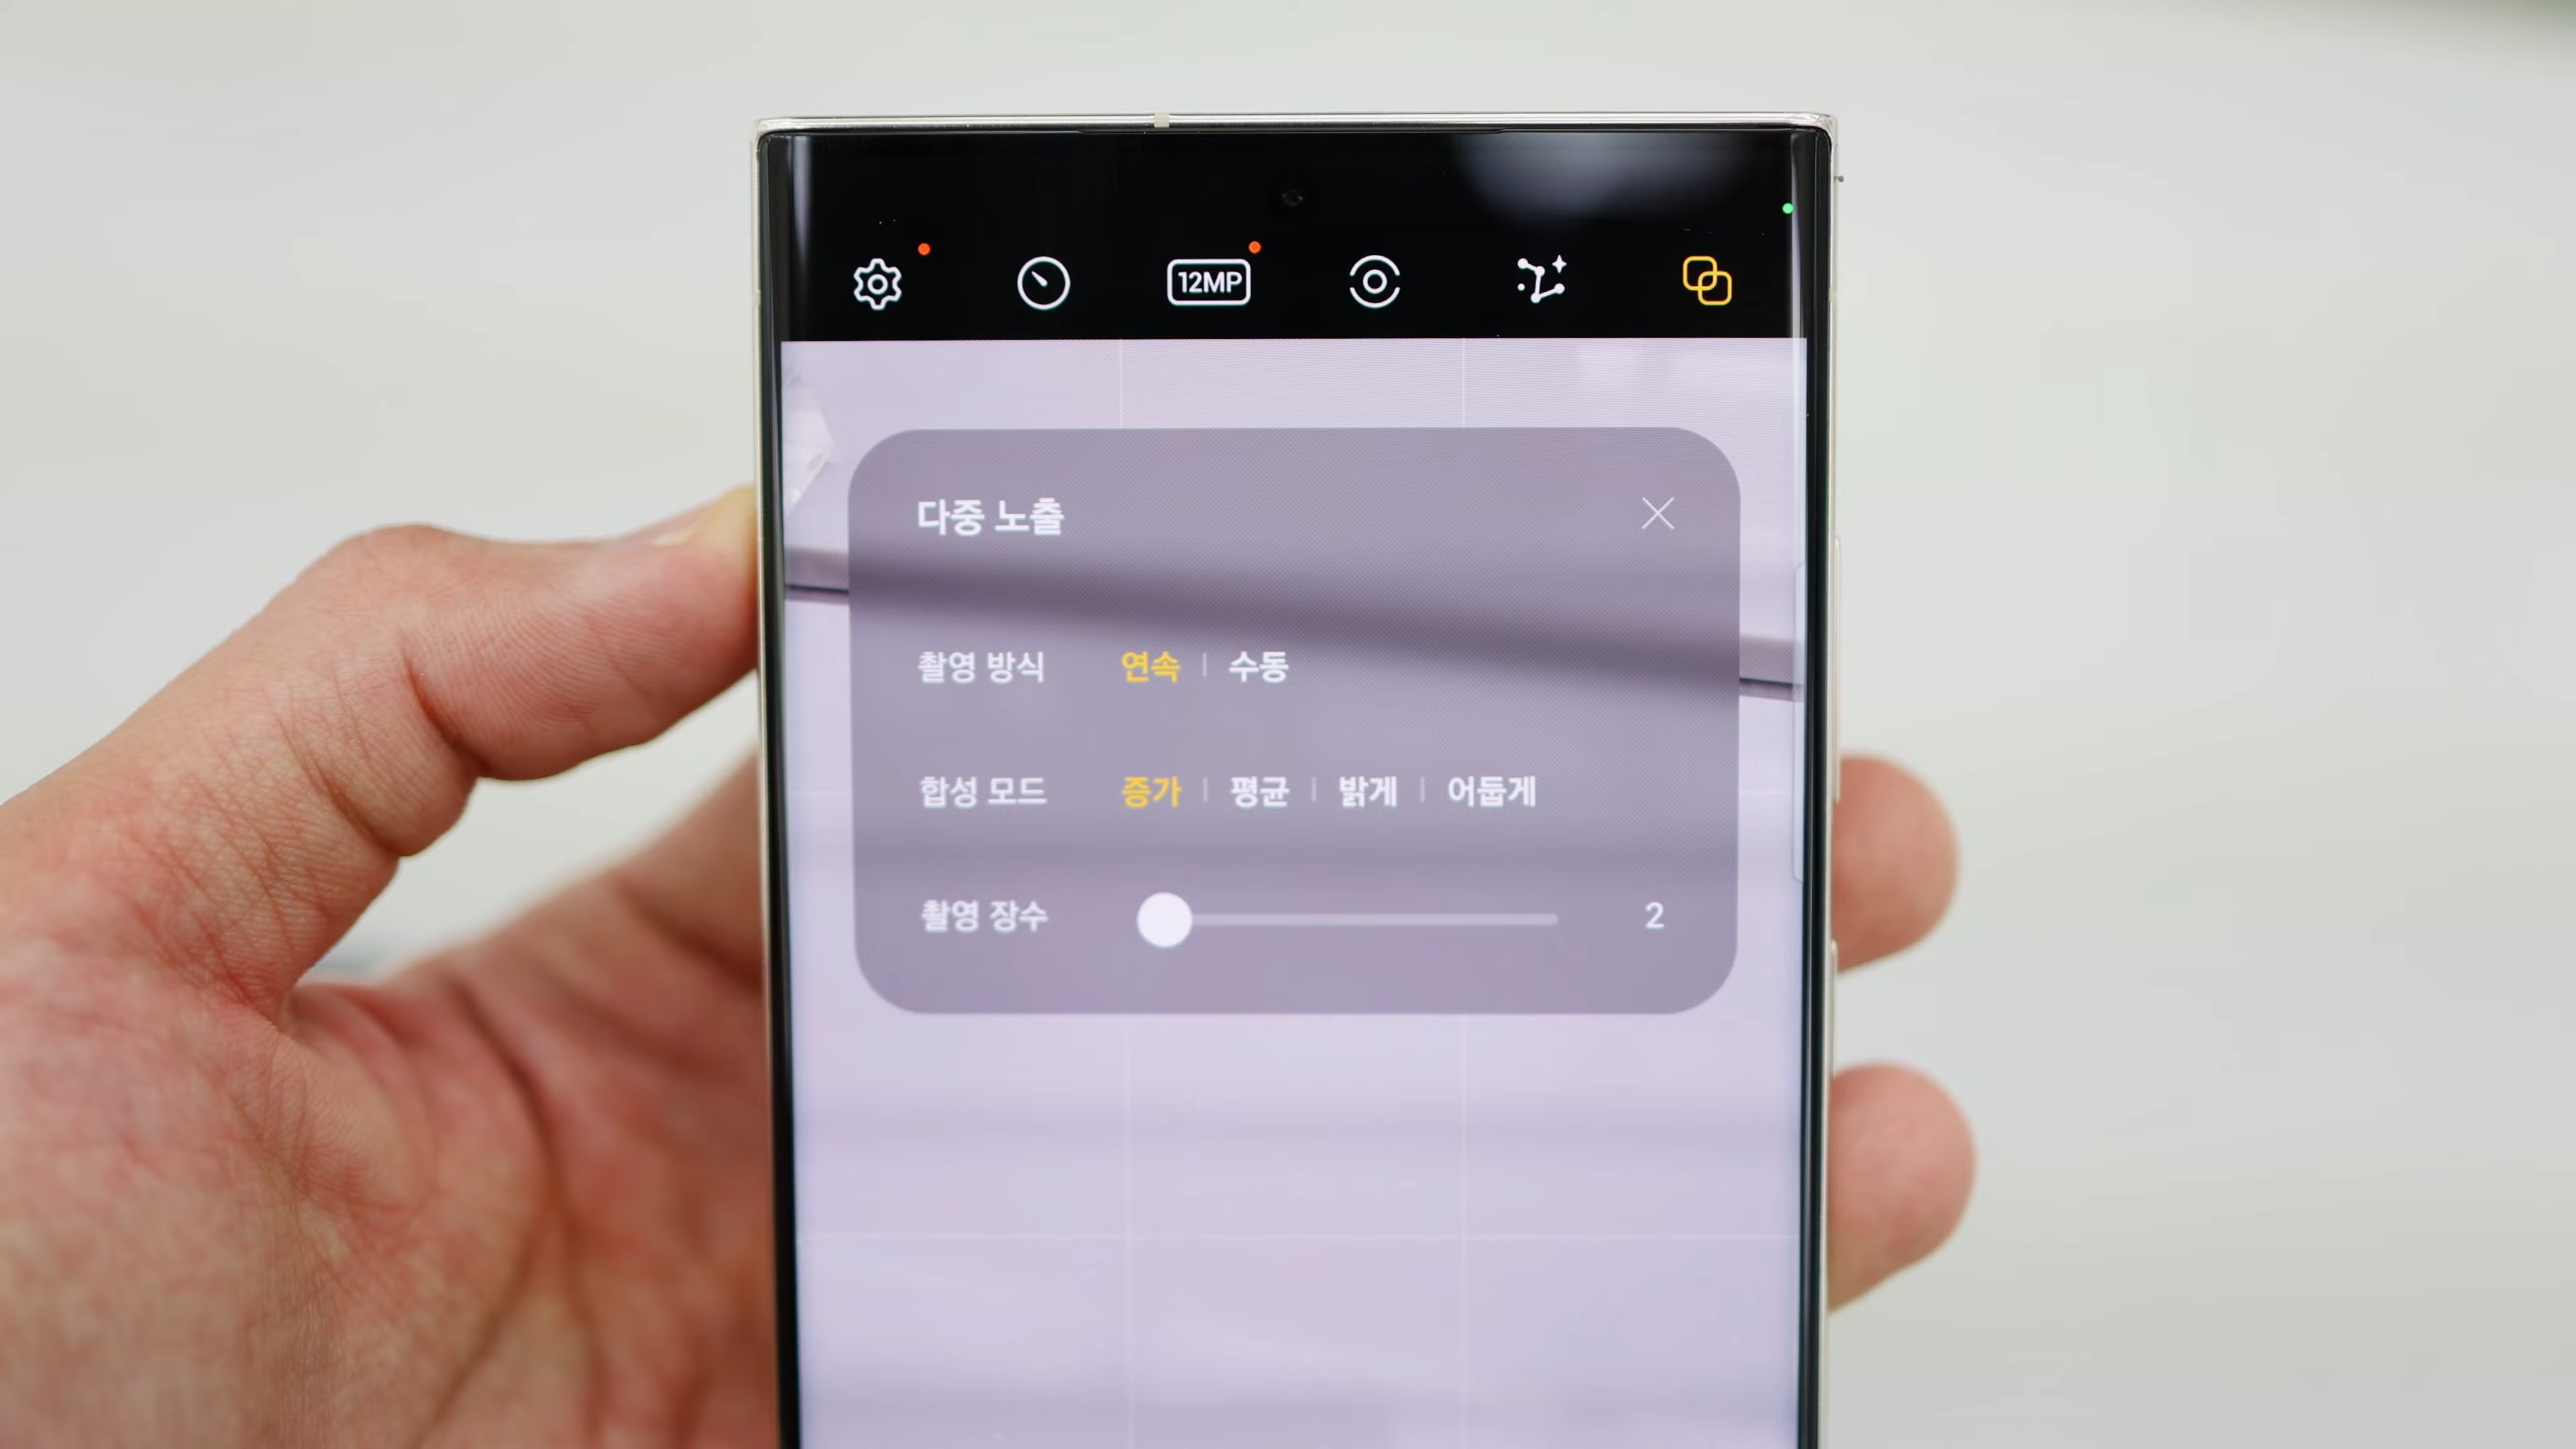 12MP
다중 노출
촬영 방식 연속 | 수동
합성 모드 증가 | 평균 | 밝게 | 어둡게
촬영 장수 2